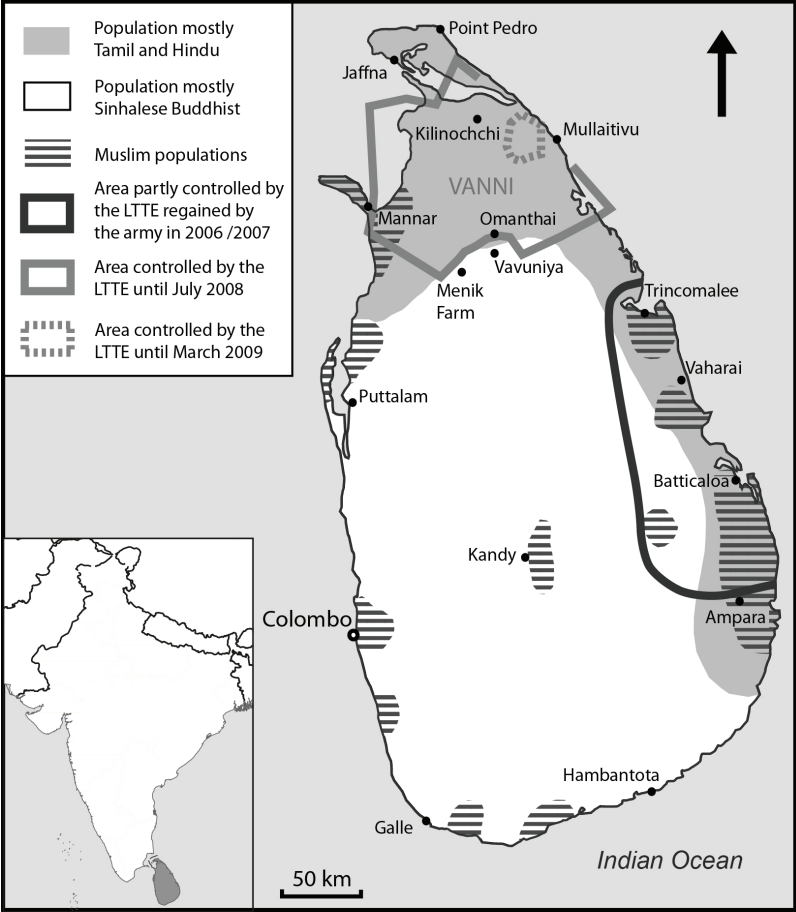 Population mostly
Tamil and Hindu
Population mostly
Sinhalese Buddhist
Muslim populations
Area partly controlled by
the LTTE regained by
the army in 2006 /2007
Area controlled by the
LTTE until July 2008
Area controlled by the
LTTE until March 2009
Point Pedro
Jaffna
Kilinochchi
Mullaitivu
VANNI
Mannar
Omanthai
Vavuniya
Menik
Farm
Trincomalee
Vaharai
Puttalam
Batticaloa
Kandy
Colombo
Ampara
Hambantota
Galle
Indian Ocean
50 km